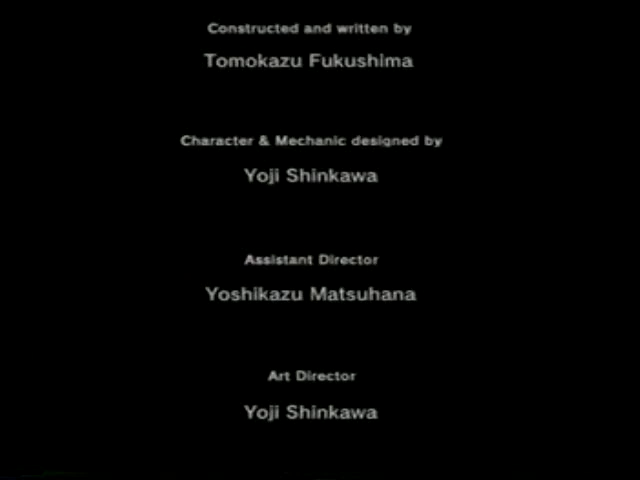 Constructed and written by
Tomokazu Fukushima
Character & Mechanic designed by
Yoji Shinkawa
Assistant Director
Yoshikazu Matsuhana
Art Director
Yoji Shinkawa